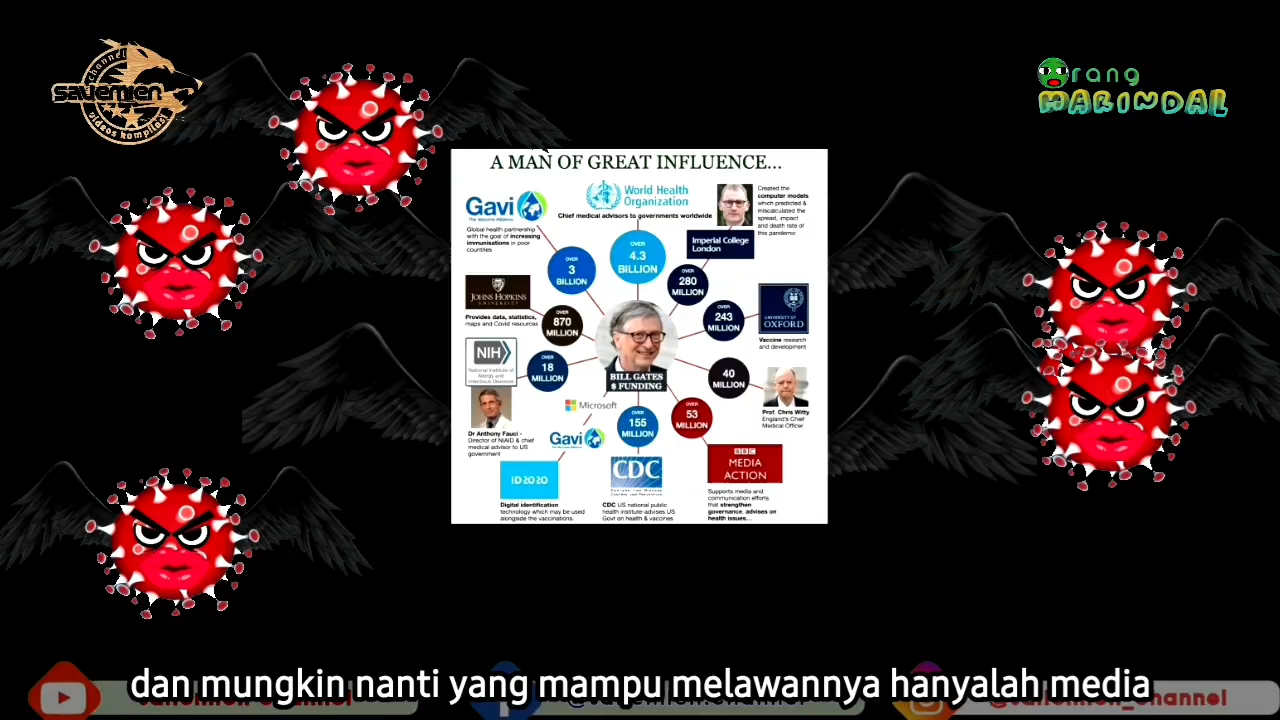 channel
saliemien
videos kompilasi
Orang
MARINDAL
A MAN OF GREAT INFLUENCE...
Gavi
The Vaccine Alliance
Global health partnership
with the goal of increasing
immunisations in poor
countries
World Health
Organization
Chief medical advisors to governments worldwide
Created the
computer models
which predicted &
miscalculated the
spread, impact
and death rate of
this pandemic
Imperial College
London
OVER
3
BILLION
OVER
4.3
BILLION
OVER
280
MILLION
JOHNS HOPKINS
UNIVERSITY
Provides data, statistics,
maps and Covid resources
OVER
870
MILLION
OVER
243
MILLION
UNIVERSITY OF
OXFORD
Vaccine research
and development
NIH
National Institute of
Allergy and
Infectious Diseases
OVER
18
MILLION
BILL GATES
$ FUNDING
40
MILLION
Dr Anthony Fauci -
Director of NIAID & chief
medical advisor to US
government
Microsoft
Gavi
OVER
155
MILLION
OVER
53
MILLION
Prof. Chris Witty
England's Chief
Medical Officer
ID2020
Digital identification
technology which may be used
alongside the vaccinations.
CDC
CDC US national public
health institute advises US
Govt on health & vaccines
BBC
MEDIA
ACTION
Supports media and
communication efforts
that strengthen
governance, advises on
health issues...
dan mungkin nanti yang mampu melawannya hanyalah media